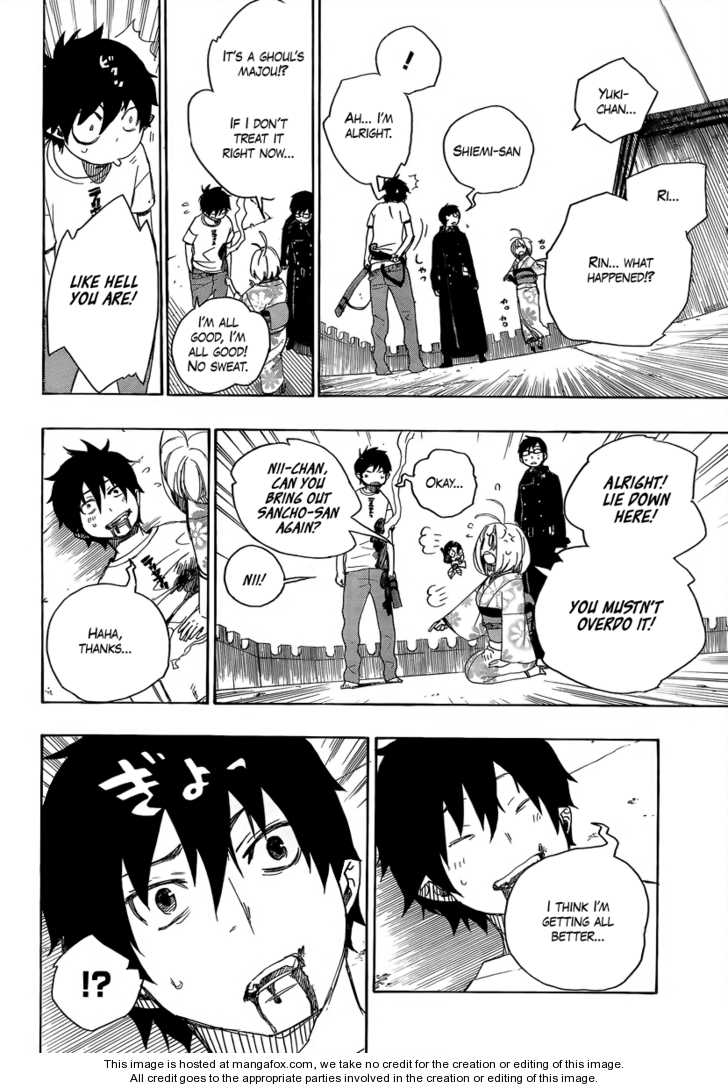 YUKI-
CHAN...
RI...
RIN... WHAT
HAPPENED!?
SHIEMI-SAN
!
AH... I'M
ALRIGHT.
IT'S A GHOUL'S
MAJOU!?
IF I DON'T
TREAT IT
RIGHT NOW...
I'M ALL
GOOD, I'M
ALL GOOD!
NO SWEAT.
LIKE HELL
YOU ARE!
ALRIGHT!
LIE DOWN
HERE!
YOU MUSTN'T
OVERDO IT!
OKAY...
NII-CHAN,
CAN YOU
BRING OUT
SANCHO-SAN
AGAIN?
NII!
HAHA,
THANKS...
I THINK I'M
GETTING ALL
BETTER...
ぎょっ
!?
This image is hosted at mangafox.com, we take no credit for the creation or editing of this image.
All credit goes to the appropriate parties involved in the creation or editing of this image.